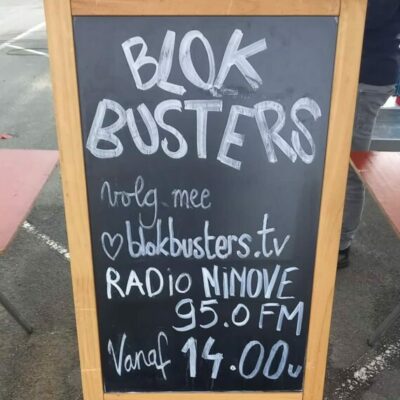 BLOK
BUSTERS
volg mee
♡ blokbusters.tv
RADiO NiNOVE
95.0 FM
Vanaf 14.00u